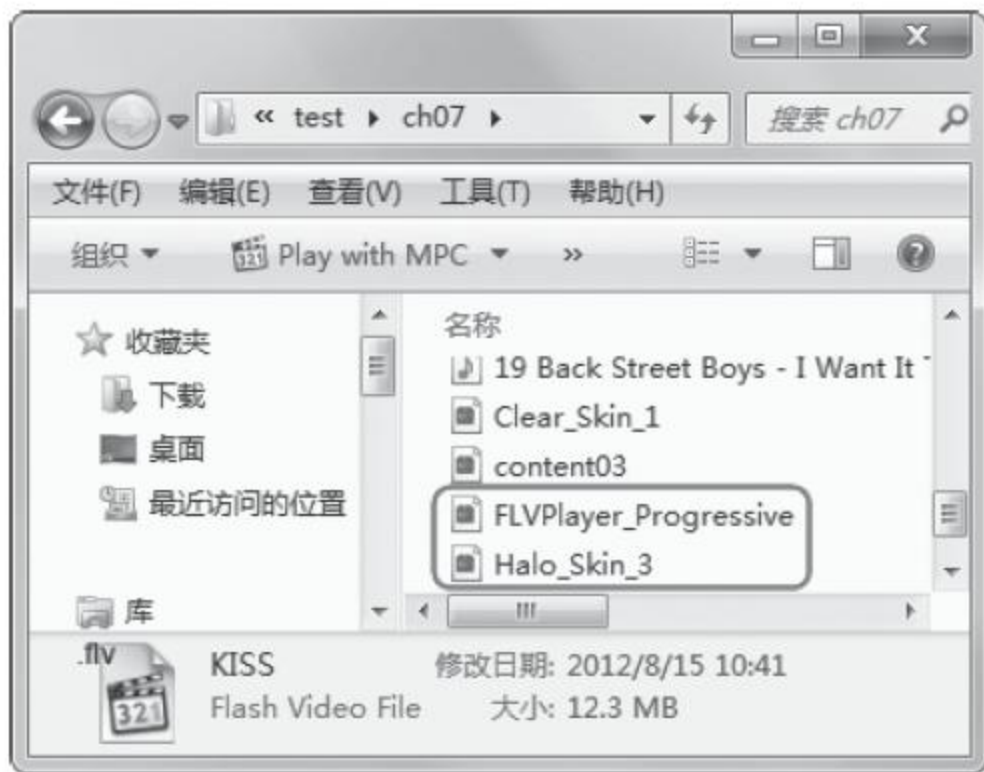 « test ch07 搜索 ch07
文件(F) 编辑(E) 查看(V) 工具(T) 帮助(H)
组织 321 Play with MPC »
收藏夹
下载
桌面
最近访问的位置
库
名称
19 Back Street Boys - I Want It
Clear_Skin_1
content03
FLVPlayer_Progressive
Halo_Skin_3
.flv 321
KISS 修改日期: 2012/8/15 10:41
Flash Video File 大小: 12.3 MB